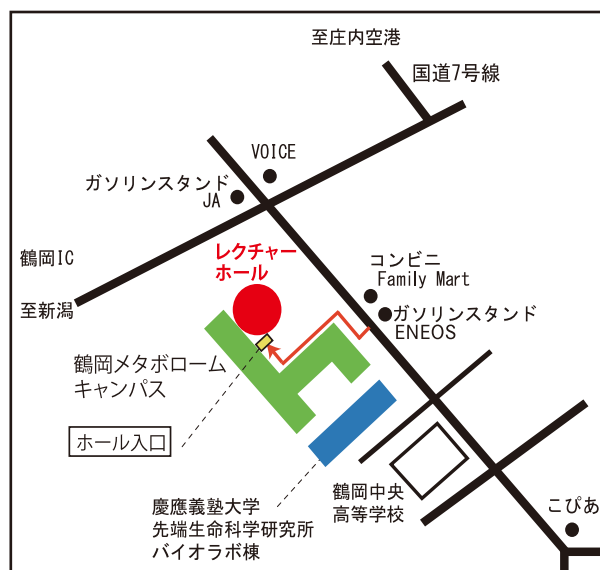 至庄内空港
国道7号線
VOICE
ガソリンスタンド
JA
鶴岡IC
至新潟
レクチャー
ホール
コンビニ
Family Mart
ガソリンスタンド
ENEOS
鶴岡メタボローム
キャンパス
ホール入口
鶴岡中央
高等学校
慶應義塾大学
先端生命科学研究所
バイオラボ棟
こぴあ